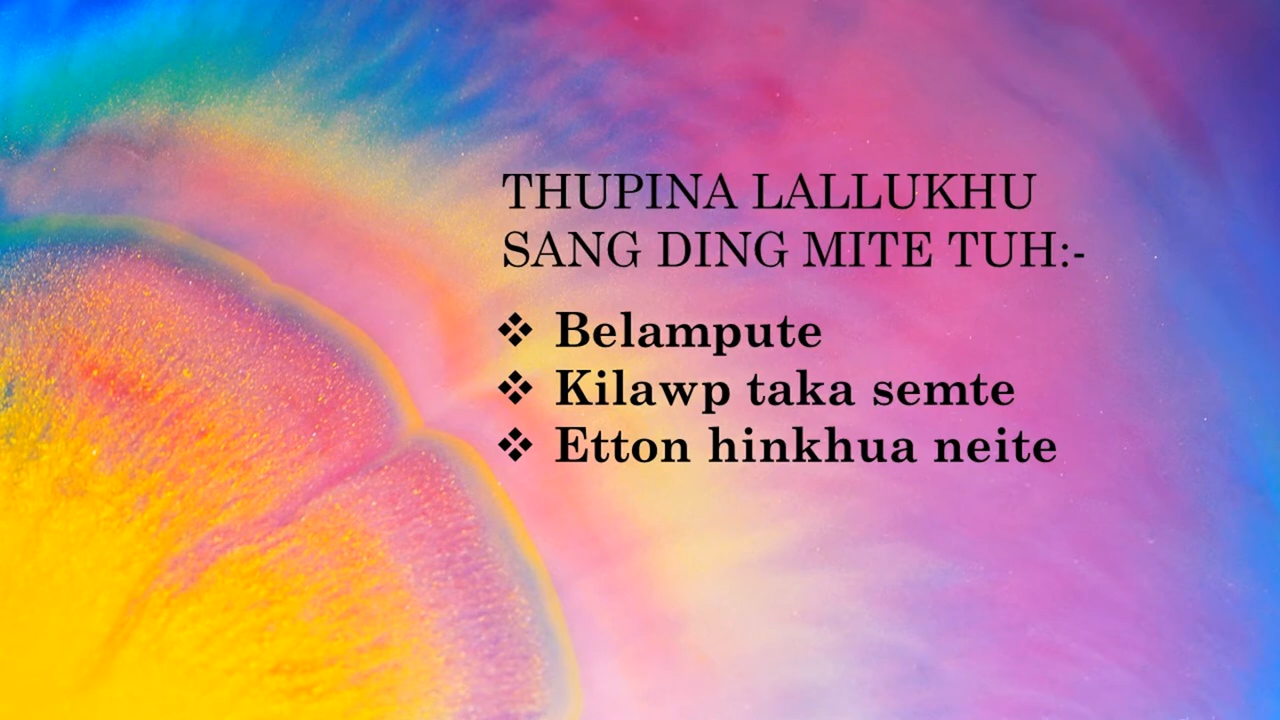 THUPINA LALLUKHU
SANG DING MITE TUH:-
❖ Belampute
❖ Kilawp taka semte
❖ Etton hinkhua neite